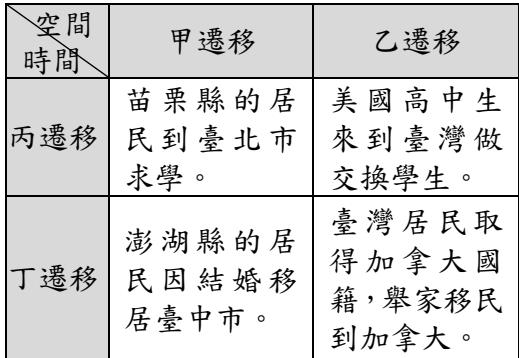 空間
時間
甲遷移
乙遷移
丙遷移
苗栗縣的居
民到臺北市
求學。
美國高中生
來到臺灣做
交換學生。
丁遷移
澎湖縣的居
民因結婚移
居臺中市。
臺灣居民取
得加拿大國
籍，舉家移民
到加拿大。